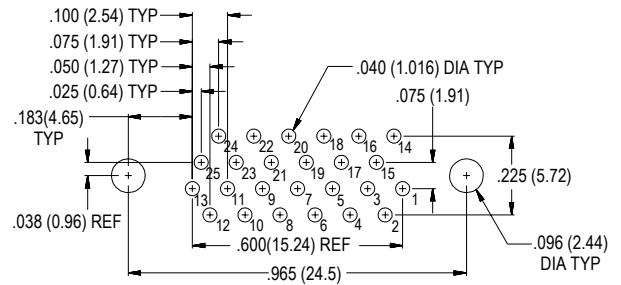 .100 (2.54) TYP
.075 (1.91) TYP
.050 (1.27) TYP
.025 (0.64) TYP
.183(4.65)
TYP
.040 (1.016) DIA TYP
.075 (1.91)
24 22 20 18 16 14
25 23 21 19 17 15
.225 (5.72)
13 11 9 7 5 3 1
.038 (0.96) REF
12 10 8 6 4 2
.600(15.24) REF
.096 (2.44)
DIA TYP
.965 (24.5)